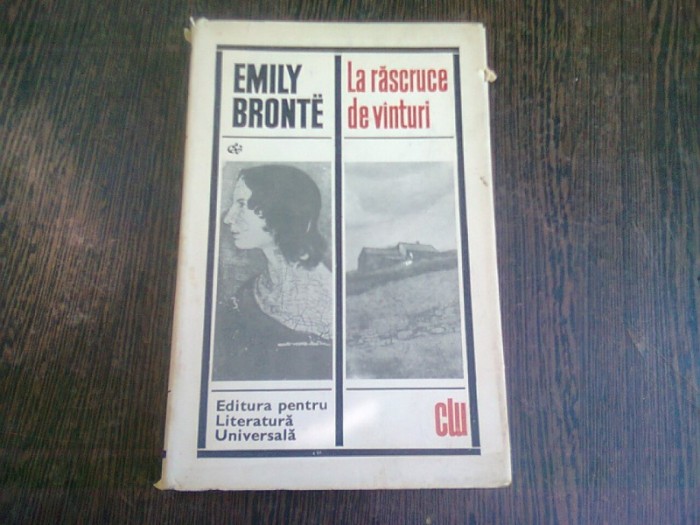 EMILY
BRONTË
La răscruce
de vînturi
Editura pentru
Literatură
Universală
clu